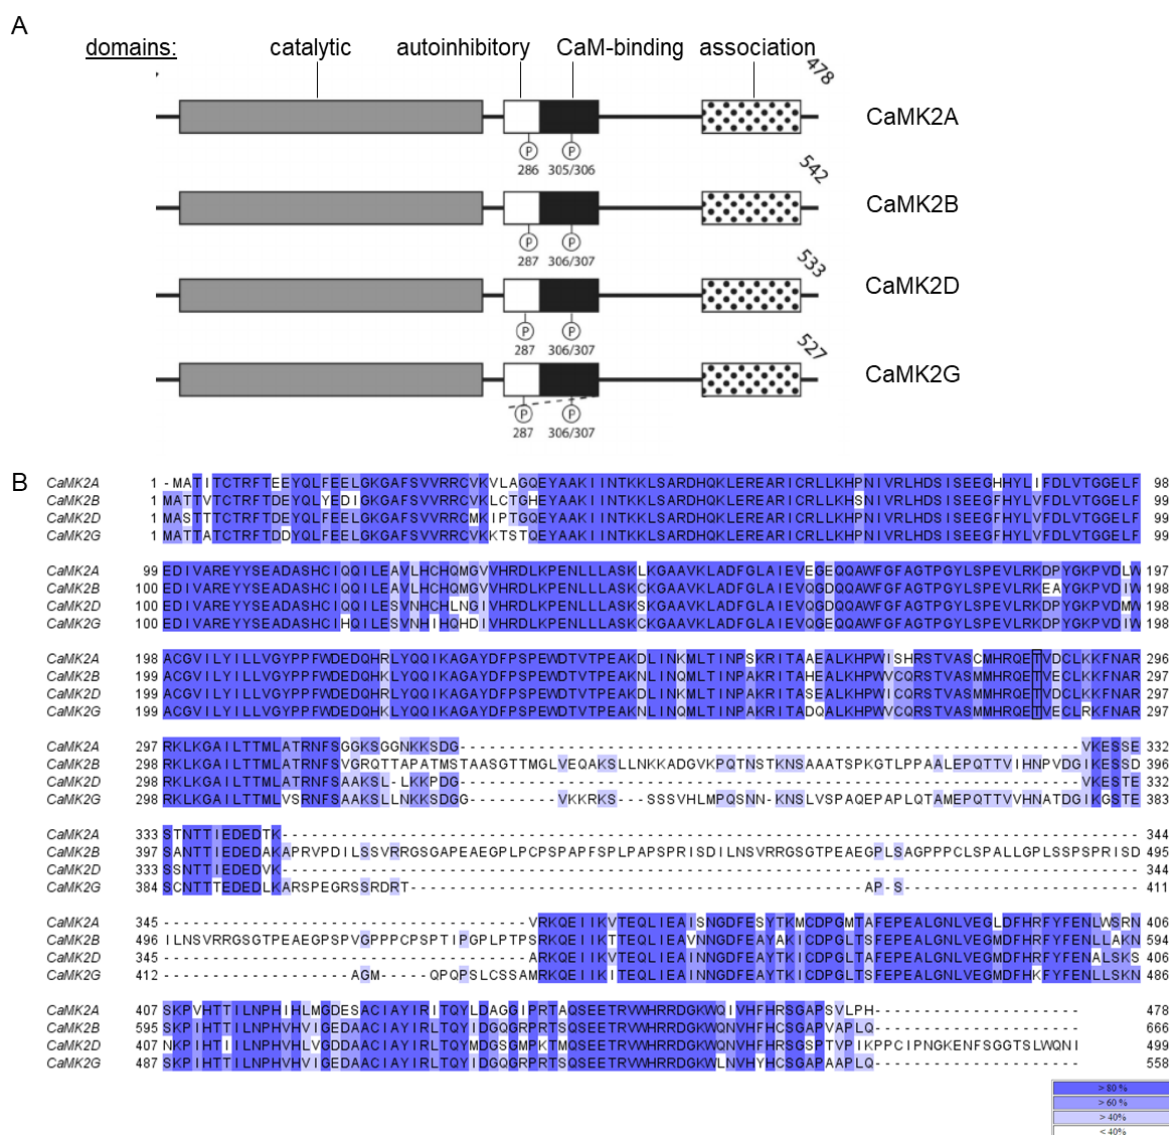 A
domains: catalytic autoinhibitory CaM-binding association
478
CaMK2A
P P
286 305/306
542
CaMK2B
P P
287 306/307
533
CaMK2D
P P
287 306/307
527
CaMK2G
P P
287 306/307
B
CaMK2A 1 -MATITCTRFTEEYQLFEELGKGAFSVVRRCVKVLAGQEYAAKIINTKKLSARDHQKLEREARICRLLKHPNIVRLHDSISEEGHHYLIFDLVTGGELF 98
CaMK2B 1 MATTVTCTRFTDEYQLYEDIGKGAFSVVRRCVKLCTGHEYAAKIINTKKLSARDHQKLEREARICRLLKHSNIVRLHDSISEEGFHYLVFDLVTGGELF 99
CaMK2D 1 MASTTTCTRFTDEYQLFEELGKGAFSVVRRCMKIPTGQEYAAKIINTKKLSARDHQKLEREARICRLLKHPNIVRLHDSISEEGFHYLVFDLVTGGELF 99
CaMK2G 1 MATTATCTRFTDDYQLFEELGKGAFSVVRRCVKKTSTQEYAAKIINTKKLSARDHQKLEREARICRLLKHPNIVRLHDSISEEGFHYLVFDLVTGGELF 99
CaMK2A 99 EDIVAREYYSEADASHCIQQILEAVLHCHQMGVVHRDLKPENLLLASKLKGAAVKLADFGLAIEVEGEQQAWFGFAGTPGYLSPEVLRKDPYGKPVDLW 197
CaMK2B 100 EDIVAREYYSEADASHCIQQILEAVLHCHQMGVVHRDLKPENLLLASKCKGAAVKLADFGLAIEVQGDQQAWFGFAGTPGYLSPEVLRKEAYGKPVDIW 198
CaMK2D 100 EDIVAREYYSEADASHCIQQILESVNHCHLNGIVHRDLKPENLLLASKSKGAAVKLADFGLAIEVQGDQQAWFGFAGTPGYLSPEVLRKDPYGKPVDMW 198
CaMK2G 100 EDIVAREYYSEADASHCIHQILESVNHIHQHDIVHRDLKPENLLLASKCKGAAVKLADFGLAIEVQGEQQAWFGFAGTPGYLSPEVLRKDPYGKPVDIW 198
CaMK2A 198 ACGVILYILLVGYPPFWDEDQHRLYQQIKAGAYDFPSPEWDTVTPEAKDLINKMLTINPSKRITAAEALKHPWISHRSTVASCMHRQETVDCLKKFNAR 296
CaMK2B 199 ACGVILYILLVGYPPFWDEDQHKLYQQIKAGAYDFPSPEWDTVTPEAKNLINQMLTINPAKRITAHEALKHPWVCQRSTVASMMHRQETVECLKKFNAR 297
CaMK2D 199 ACGVILYILLVGYPPFWDEDQHRLYQQIKAGAYDFPSPEWDTVTPEAKDLINKMLTINPAKRITASEALKHPWICQRSTVASMMHRQETVDCLKKFNAR 297
CaMK2G 199 ACGVILYILLVGYPPFWDEDQHKLYQQIKAGAYDFPSPEWDTVTPEAKNLINQMLTINPAKRITADQALKHPWVCQRSTVASMMHRQETVECLRKFNAR 297
CaMK2A 297 RKLKGAILTTMLATRNFSGGKSGGNKKSDG---------------------------------------------------------------VKESSE 332
CaMK2B 298 RKLKGAILTTMLATRNFSVGRQTTAPATMSTAASGTTMGLVEQAKSLLNKKADGVKPQTNSTKNSAAATSPKGTLPPAALEPQTTVIHNPVDGIKESSD 396
CaMK2D 298 RKLKGAILTTMLATRNFSAAKSL-LKKPDG---------------------------------------------------------------VKESTE 332
CaMK2G 298 RKLKGAILTTMLVSRNFSAAKSLLNKKSDGG---------VKKRKS---SSSVHLMPQSNN-KNSLVSPAQEPAPLQTAMEPQTTVVHNATDGIKGSTE 383
CaMK2A 333 STNTTIEDEDTK--------------------------------------------------------------------------------------- 344
CaMK2B 397 SANTTIEDEDAKAPRVPDILSSVRRGSGAPEAEGPLPCPSPAPFSPLPAPSPRISDILNSVRRGSGTPEAEGPLSAGPPPCLSPALLGPLSSPSPRISD 495
CaMK2D 333 SSNTTIEDEDVK--------------------------------------------------------------------------------------- 344
CaMK2G 384 SCNTTTEDEDLKARSPEGRSSRDRT----------------------------------------------AP-S------------------------ 411
CaMK2A 345 -------------------------------------VRKQEIIKVTEQLIEAISNGDFESYTKMCDPGMTAFEPEALGNLVEGLDFHRFYFENLWSRN 406
CaMK2B 496 ILNSVRRGSGTPEAEGPSPVGPPPCPSPTIPGPLPTPSRKQEIIKTTEQLIEAVNNGDFEAYAKICDPGLTSFEPEALGNLVEGMDFHRFYFENLLAKN 594
CaMK2D 345 -------------------------------------ARKQEIIKVTEQLIEAINNGDFEAYTKICDPGLTAFEPEALGNLVEGMDFHRFYFENALSKS 406
CaMK2G 412 -------------------AGM-----QPQPSLCSSAMRKQEIIKITEQLIEAINNGDFEAYTKICDPGLTSFEPEALGNLVEGMDFHKFYFENLLSKN 486
CaMK2A 407 SKPVHTTILNPHIHLMGDESACIAYIRITQYLDAGGIPRTAQSEETRVWHRRDGKWQIVHFHRSGAPSVLPH--------------------- 478
CaMK2B 595 SKPIHTTILNPHVHVIGEDAACIAYIRLTQYIDGQGRPRTSQSEETRVWHRRDGKWQNVHFHRSGAPVAPLQ--------------------- 666
CaMK2D 407 NKPIHTIILNPHVHLVGDDAACIAYIRLTQYMDGSGMPKTMQSEETRVWHRRDGKWQNVHFHRSGSPTVPIKPPCIPNGKENFSGGTSLWQNI 499
CaMK2G 487 SKPIHTTILNPHVHVIGEDAACIAYIRLTQYIDGQGRPRTSQSEETRVWHRRDGKWLNVHYHCSGAPAAPLQ--------------------- 558
> 80 %
> 60 %
> 40%
< 40%